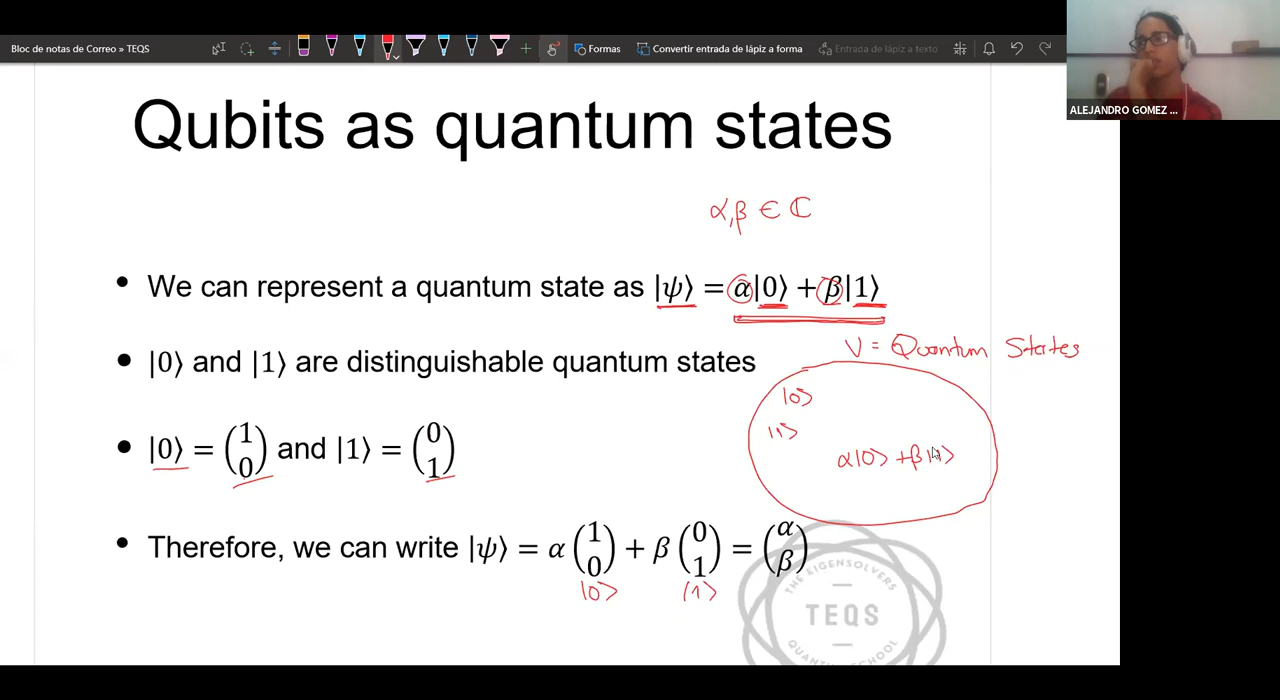 Bloc de notas de Correo » TEQS
Formas
Convertir entrada de lápiz a forma
Entrada de lápiz a texto
ALEJANDRO GOMEZ ...
Qubits as quantum states
α,β ∈ ℂ
• We can represent a quantum state as |ψ⟩ = α|0⟩ + β|1⟩
V = Quantum States
• |0⟩ and |1⟩ are distinguishable quantum states
|0⟩
|1⟩
α|0⟩ + β|1⟩
• |0⟩ = (1 0) and |1⟩ = (0 1)
• Therefore, we can write |ψ⟩ = α (1 0) + β (0 1) = (α β)
|0⟩ |1⟩
THE EIGENSOLVERS
TEQS
QUANTUM SCHOOL